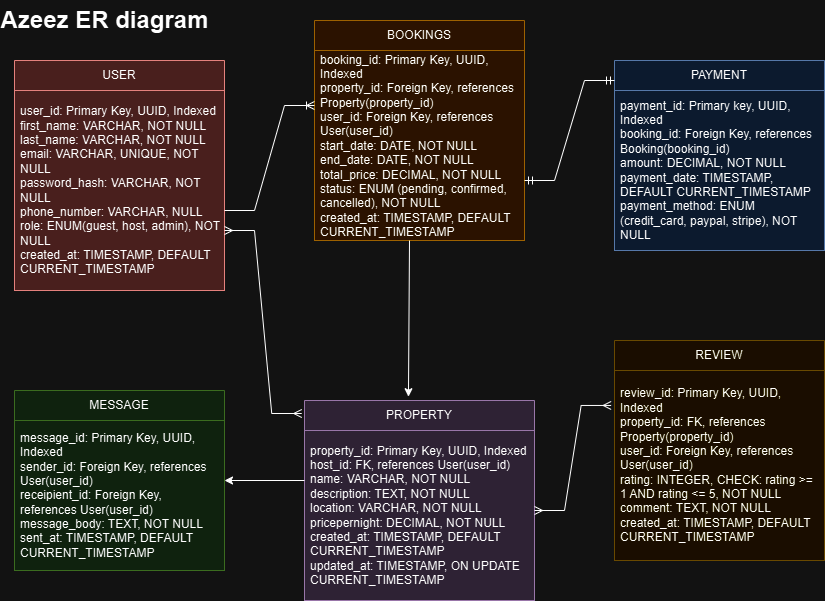 Azeez ER diagram
USER
user_id: Primary Key, UUID, Indexed
first_name: VARCHAR, NOT NULL
last_name: VARCHAR, NOT NULL
email: VARCHAR, UNIQUE, NOT
NULL
password_hash: VARCHAR, NOT
NULL
phone_number: VARCHAR, NULL
role: ENUM(guest, host, admin), NOT
NULL
created_at: TIMESTAMP, DEFAULT
CURRENT_TIMESTAMP
BOOKINGS
booking_id: Primary Key, UUID,
Indexed
property_id: Foreign Key, references
Property(property_id)
user_id: Foreign Key, references
User(user_id)
start_date: DATE, NOT NULL
end_date: DATE, NOT NULL
total_price: DECIMAL, NOT NULL
status: ENUM (pending, confirmed,
cancelled), NOT NULL
created_at: TIMESTAMP, DEFAULT
CURRENT_TIMESTAMP
PAYMENT
payment_id: Primary key, UUID,
Indexed
booking_id: Foreign Key, references
Booking(booking_id)
amount: DECIMAL, NOT NULL
payment_date: TIMESTAMP,
DEFAULT CURRENT_TIMESTAMP
payment_method: ENUM
(credit_card, paypal, stripe), NOT
NULL
MESSAGE
message_id: Primary Key, UUID,
Indexed
sender_id: Foreign Key, references
User(user_id)
receipient_id: Foreign Key,
references User(user_id)
message_body: TEXT, NOT NULL
sent_at: TIMESTAMP, DEFAULT
CURRENT_TIMESTAMP
PROPERTY
property_id: Primary Key, UUID, Indexed
host_id: FK, references User(user_id)
name: VARCHAR, NOT NULL
description: TEXT, NOT NULL
location: VARCHAR, NOT NULL
pricepernight: DECIMAL, NOT NULL
created_at: TIMESTAMP, DEFAULT
CURRENT_TIMESTAMP
updated_at: TIMESTAMP, ON UPDATE
CURRENT_TIMESTAMP
REVIEW
review_id: Primary Key, UUID,
Indexed
property_id: FK, references
Property(property_id)
user_id: Foreign Key, references
User(user_id)
rating: INTEGER, CHECK: rating >=
1 AND rating <= 5, NOT NULL
comment: TEXT, NOT NULL
created_at: TIMESTAMP, DEFAULT
CURRENT_TIMESTAMP